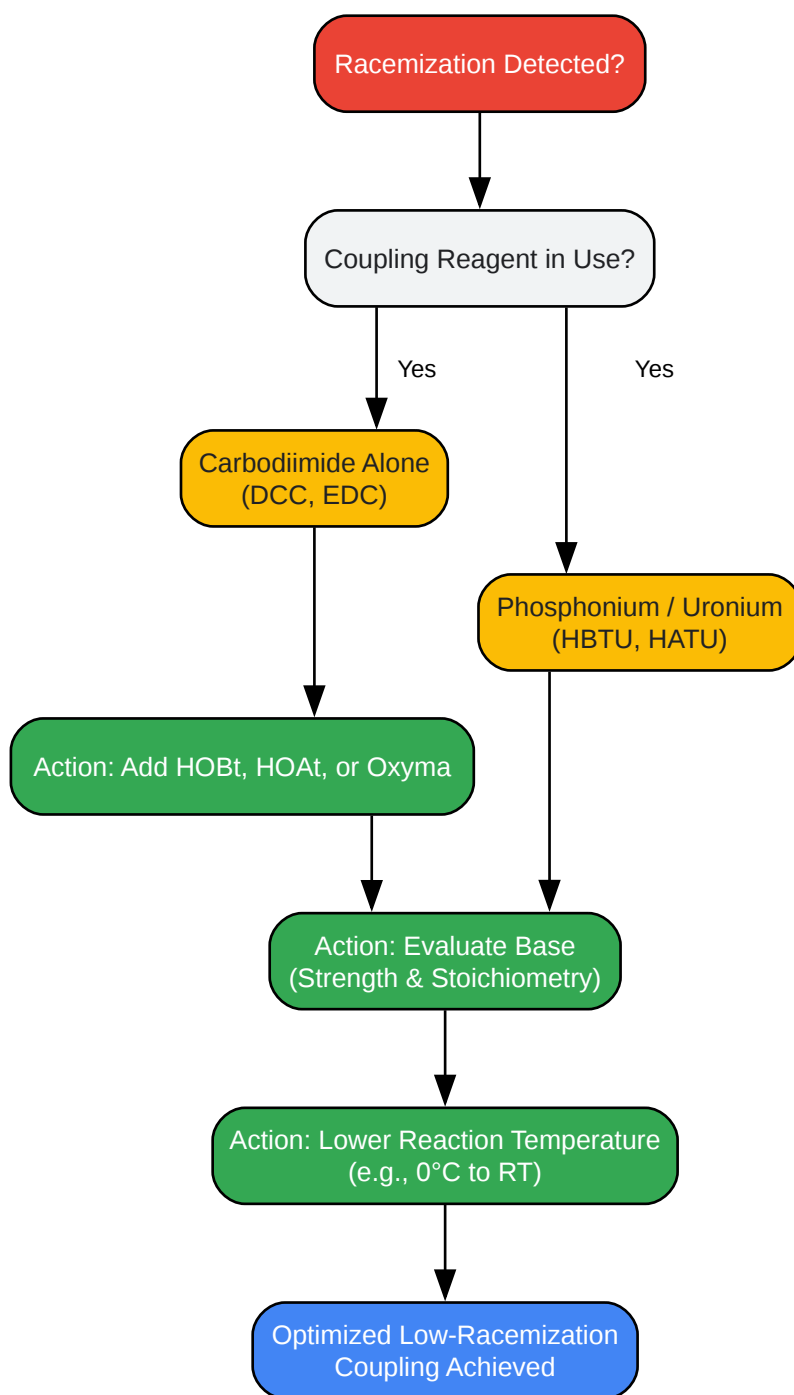 Racemization Detected?
Coupling Reagent in Use?
Yes
Yes
Carbodiimide Alone
(DCC, EDC)
Phosphonium / Uronium
(HBTU, HATU)
Action: Add HOBt, HOAt, or Oxyma
Action: Evaluate Base
(Strength & Stoichiometry)
Action: Lower Reaction Temperature
(e.g., 0°C to RT)
Optimized Low-Racemization
Coupling Achieved